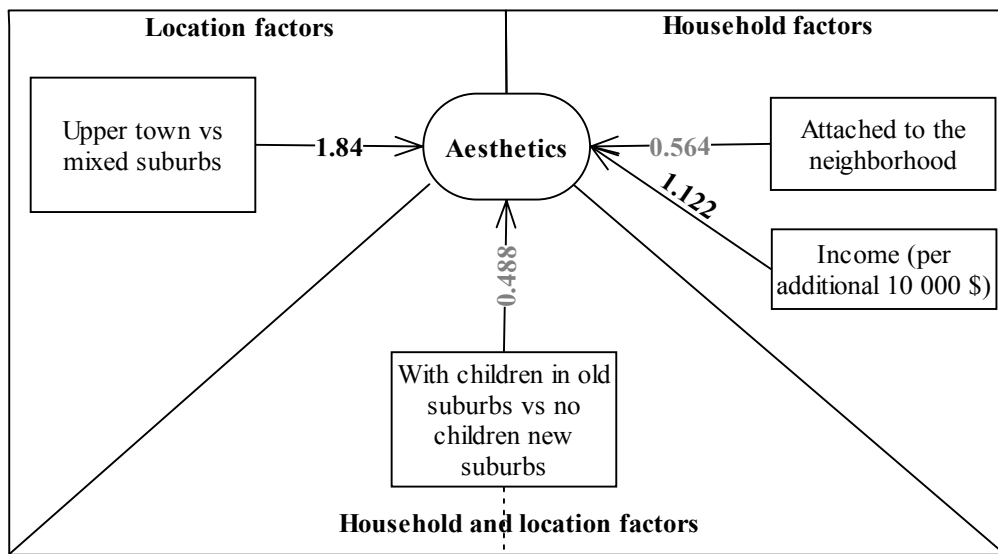 Location factors
Household factors
Upper town vs
mixed suburbs
1.84
Aesthetics
0.564
Attached to the
neighborhood
1.122
Income (per
additional 10 000 $)
0.488
With children in old
suburbs vs no
children new
suburbs
Household and location factors